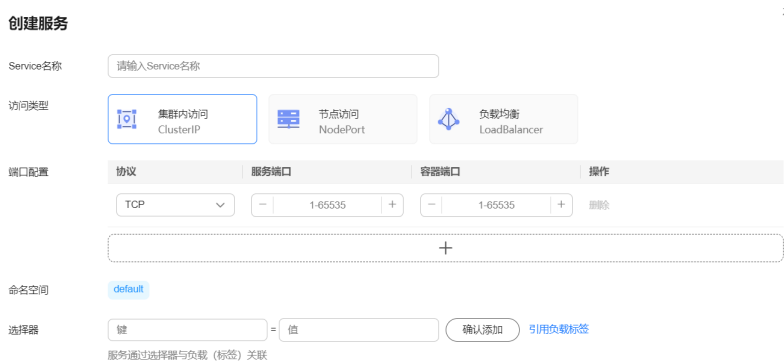 创建服务
Service名称 请输入Service名称
访问类型 集群内访问 ClusterIP 节点访问 NodePort 负载均衡 LoadBalancer
端口配置 协议 服务端口 容器端口 操作
TCP − 1-65535 + − 1-65535 + 删除
+
命名空间 default
选择器 键 = 值 确认添加 引用负载标签
服务通过选择器与负载（标签）关联